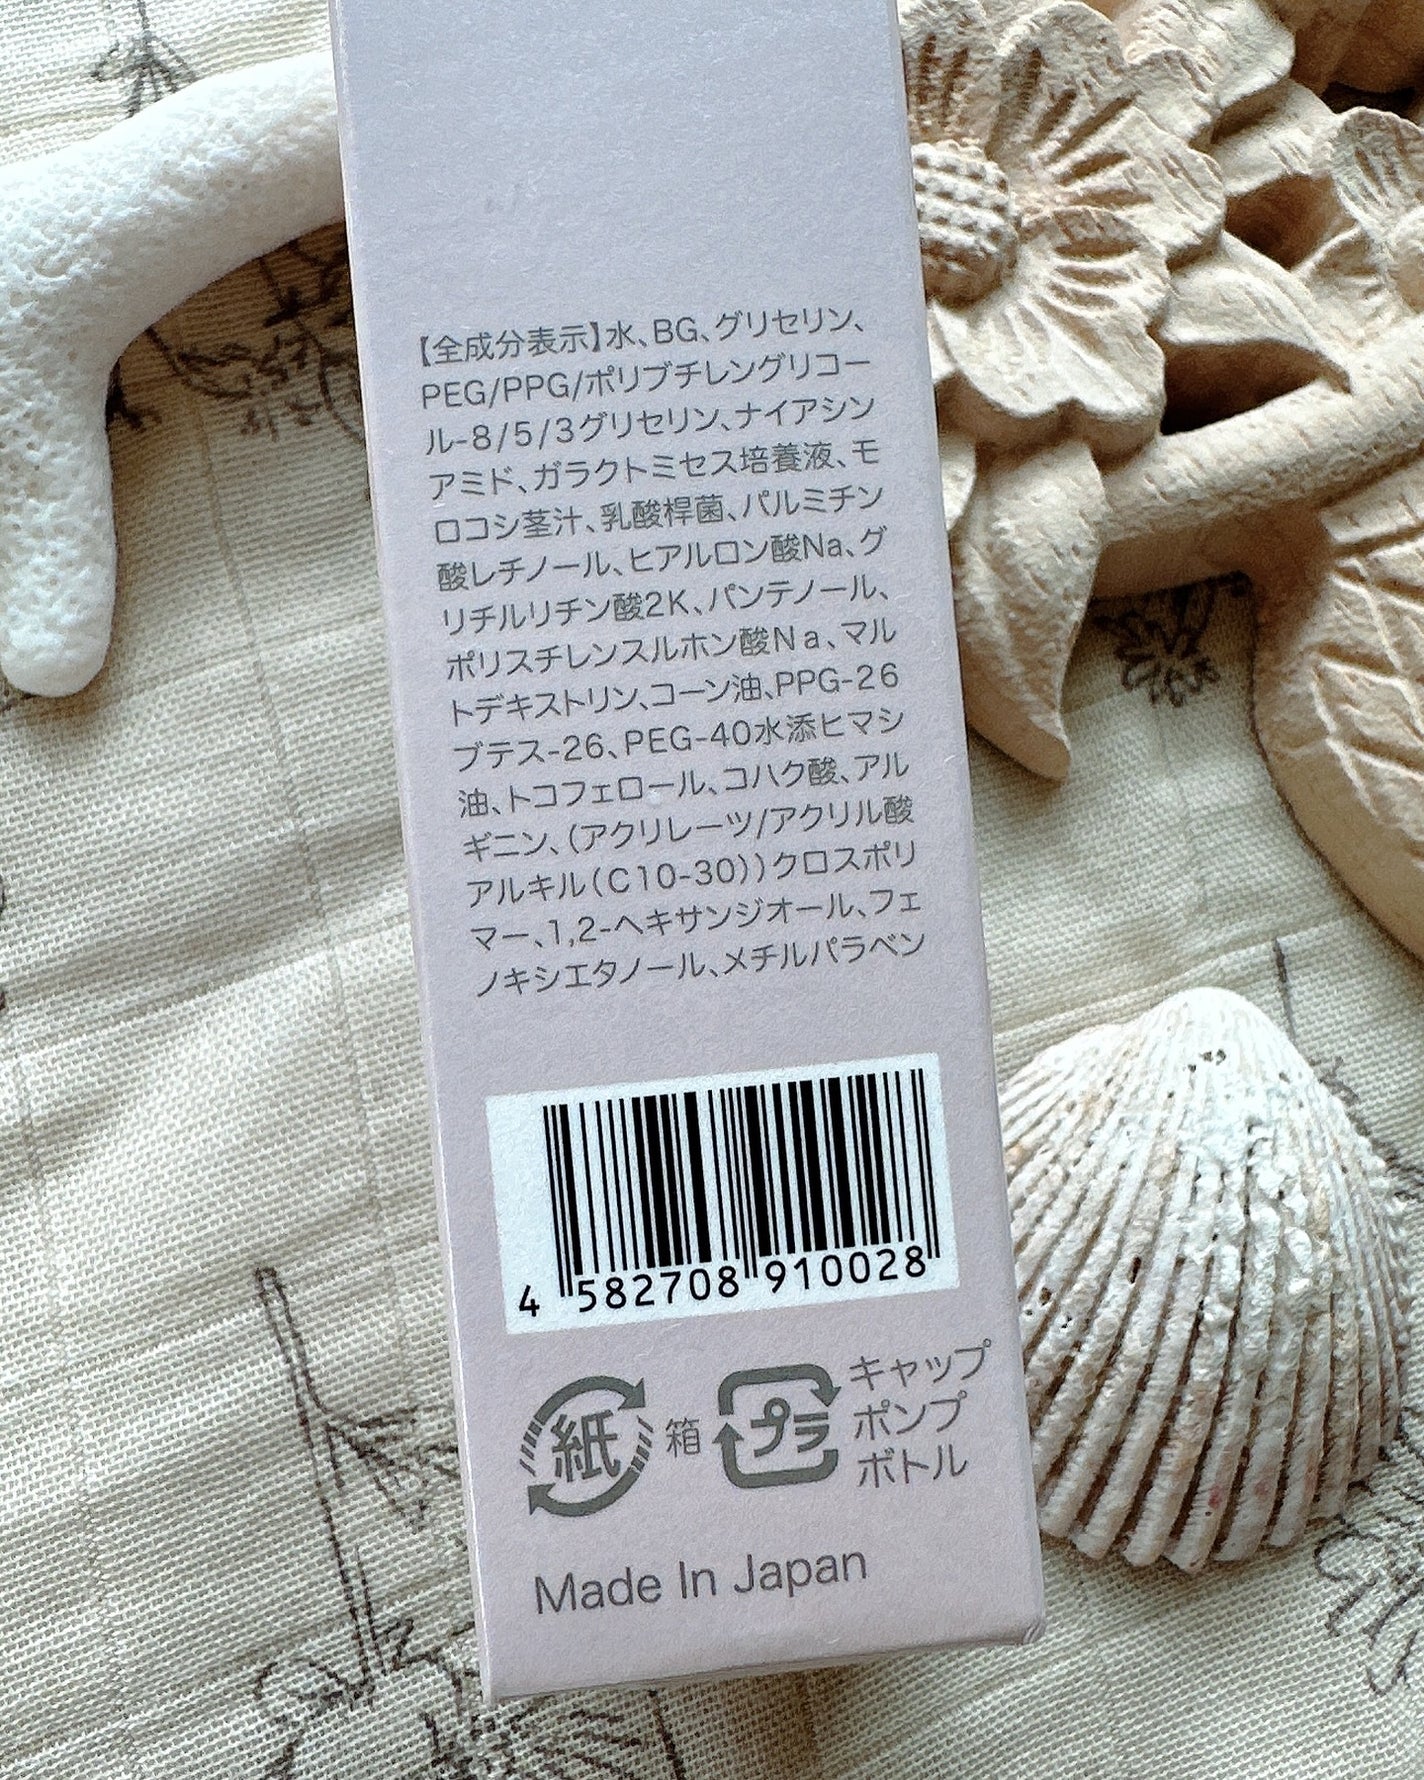 【全成分表示】水、BG、グリセリン、
PEG/PPG/ポリブチレングリコー
ル-8/5/3グリセリン、ナイアシン
アミド、ガラクトミセス培養液、モ
ロコシ茎汁、乳酸桿菌、パルミチン
酸レチノール、ヒアルロン酸Na、グ
リチルリチン酸2K、パンテノール、
ポリスチレンスルホン酸Na、マル
トデキストリン、コーン油、PPG-26
ブテス-26、PEG-40水添ヒマシ
油、トコフェロール、コハク酸、アル
ギニン、(アクリレーツ/アクリル酸
アルキル(C10-30))クロスポリ
マー、1,2-ヘキサンジオール、フェ
ノキシエタノール、メチルパラベン
4 582708 910028
紙 箱 プラ キャップ
ポンプ
ボトル
Made In Japan